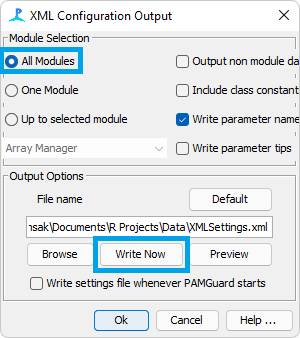 XML Configuration Output
Module Selection
All Modules
Output non module da
One Module
Include class constant
Up to selected module
Write parameter name
Array Manager
Write parameter tips
Output Options
File name
Default
nsak\Documents\R Projects\Data\XMLSettings.xml
Browse
Write Now
Preview
Write settings file whenever PAMGuard starts
Ok
Cancel
Help ...